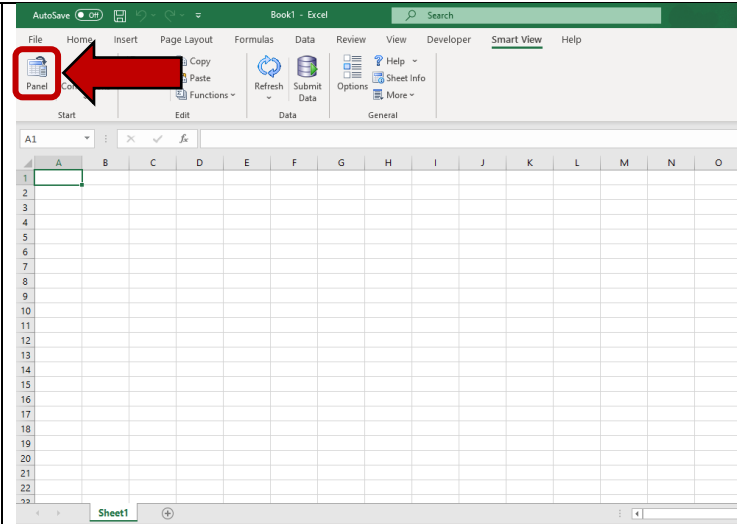 AutoSave Off Book1 - Excel Search
File Home Insert Page Layout Formulas Data Review View Developer Smart View Help
Copy Help
Paste Sheet Info
Panel Functions Refresh Submit Options More
Data
Start Edit Data General
A1 fx
A B C D E F G H I J K L M N O
1
2
3
4
5
6
7
8
9
10
11
12
13
14
15
16
17
18
19
20
21
22
23
Sheet1